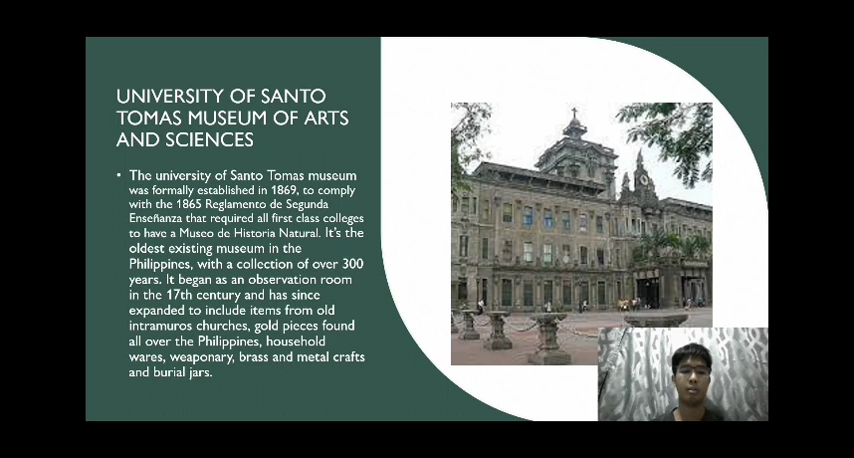 UNIVERSITY OF SANTO
TOMAS MUSEUM OF ARTS
AND SCIENCES
• The university of Santo Tomas museum
was formally established in 1869, to comply
with the 1865 Reglamento de Segunda
Enseñanza that required all first class colleges
to have a Museo de Historia Natural. It's the
oldest existing museum in the
Philippines, with a collection of over 300
years. It began as an observation room
in the 17th century and has since
expanded to include items from old
intramuros churches, gold pieces found
all over the Philippines, household
wares, weaponary, brass and metal crafts
and burial jars.